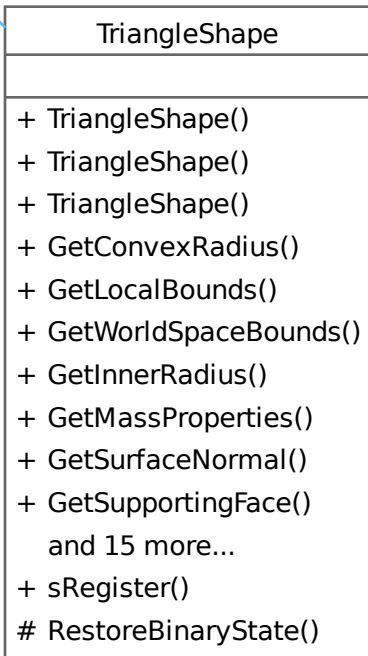 TriangleShape
+ TriangleShape()
+ TriangleShape()
+ TriangleShape()
+ GetConvexRadius()
+ GetLocalBounds()
+ GetWorldSpaceBounds()
+ GetInnerRadius()
+ GetMassProperties()
+ GetSurfaceNormal()
+ GetSupportingFace()
and 15 more...
+ sRegister()
# RestoreBinaryState()